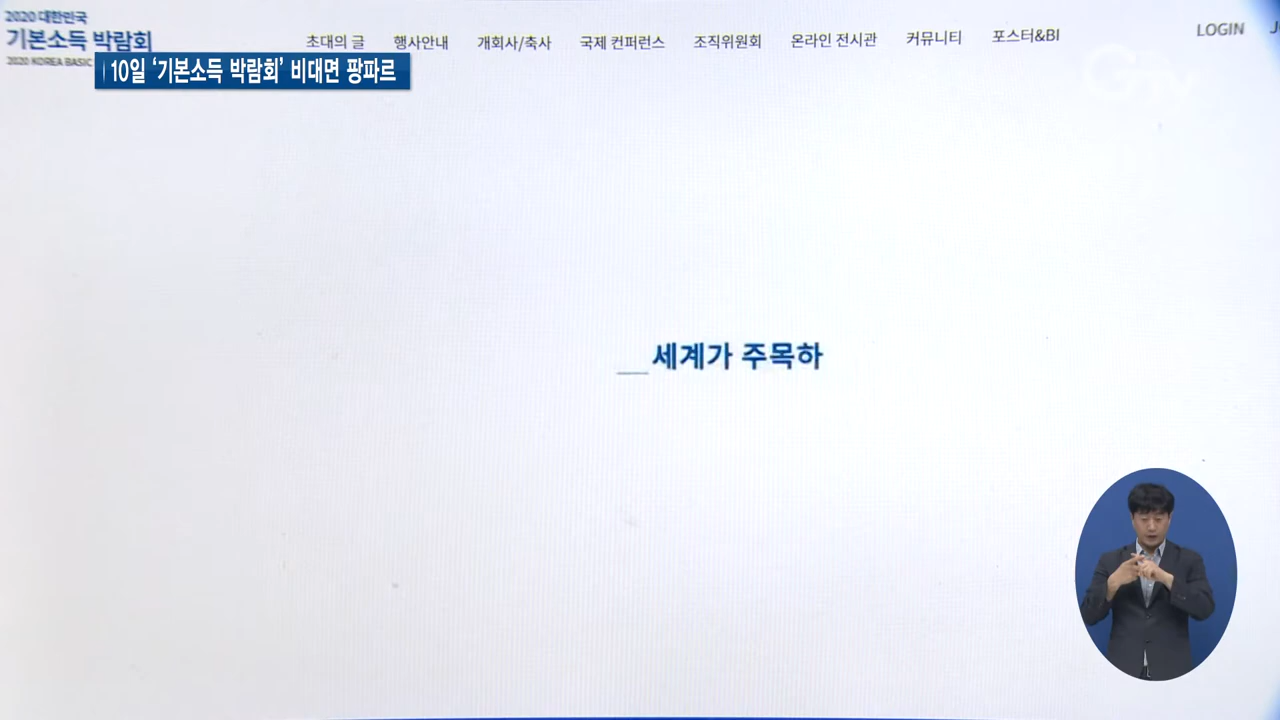 2020 대한민국
기본소득 박람회
2020 KOREA BASIC
10일 ‘기본소득 박람회’ 비대면 팡파르
초대의 글 행사안내 개회사/축사 국제 컨퍼런스 조직위원회 온라인 전시관 커뮤니티 포스터&BI LOGIN
GTV
세계가 주목하